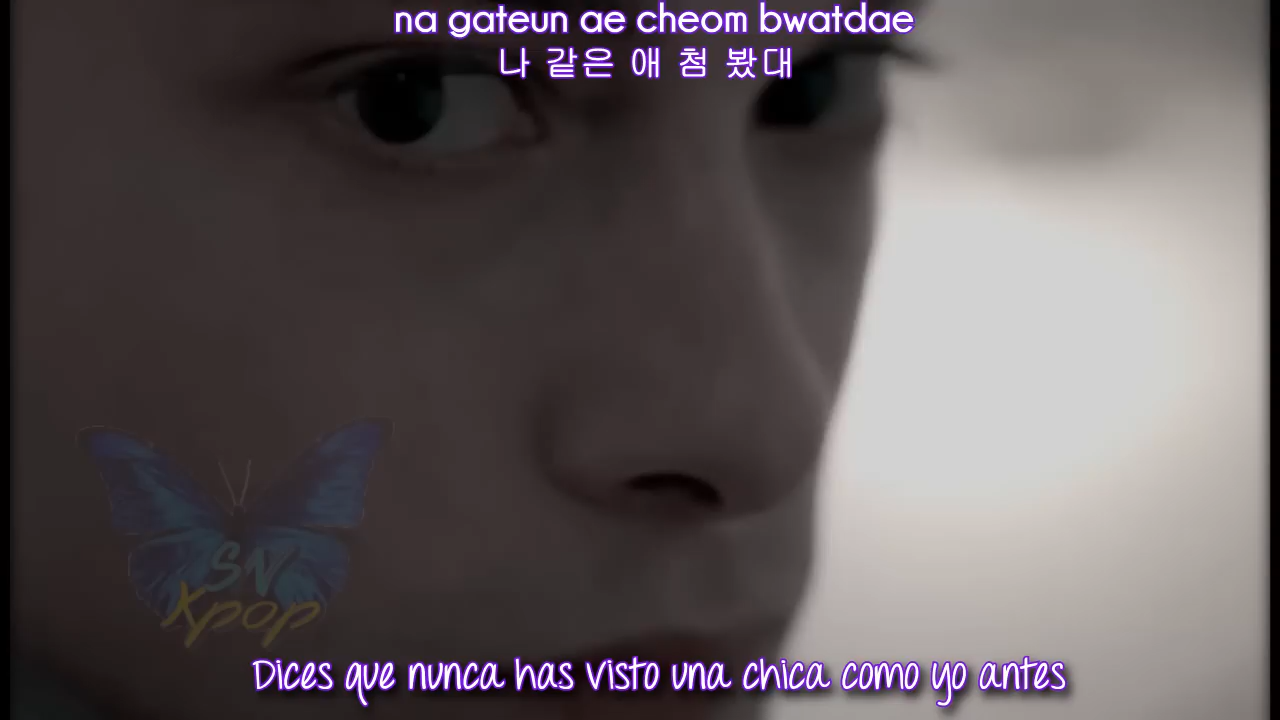 na gateun ae cheom bwatdae
나 같은 애 첨 봤대
SN
Kpop
Dices que nunca has visto una chica como yo antes